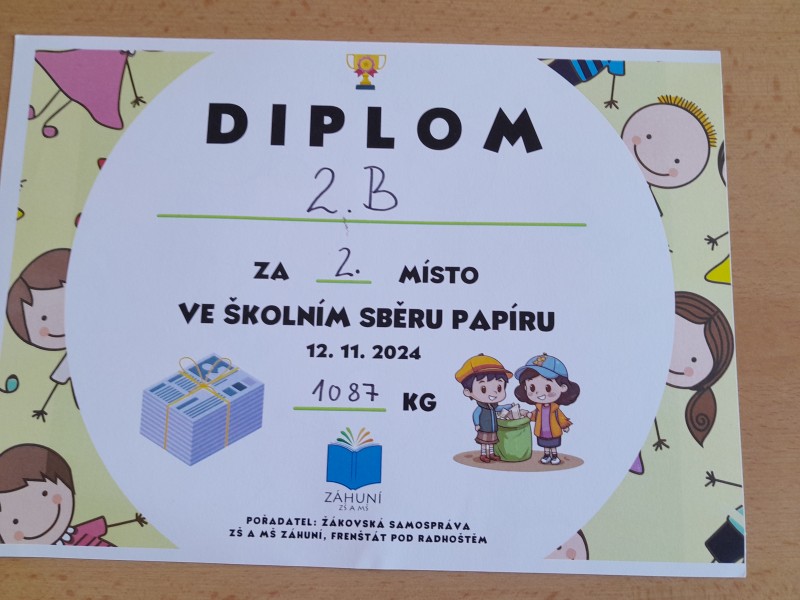 DIPLOM
2.B
ZA 2. MÍSTO
VE ŠKOLNÍM SBĚRU PAPÍRU
12. 11. 2024
1087 KG
ZÁHUNÍ
ZŠ A MŠ
POŘADATEL: ŽÁKOVSKÁ SAMOSPRÁVA
ZŠ A MŠ ZÁHUNÍ, FRENŠTÁT POD RADHOŠTĚM